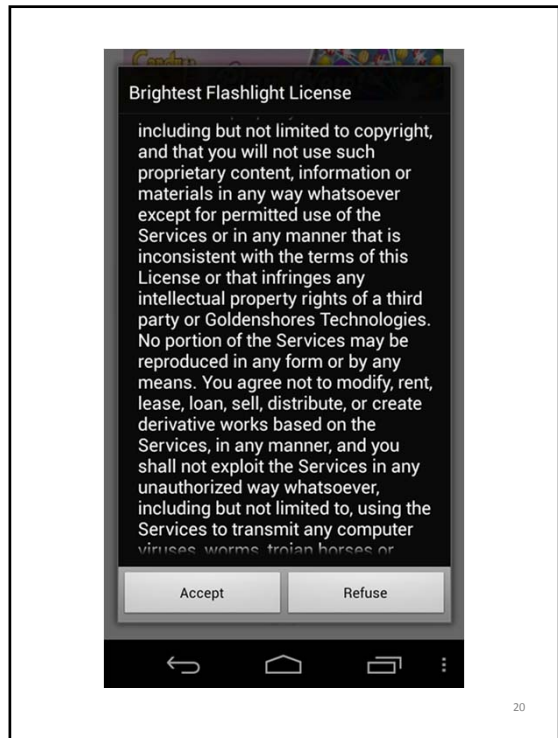 Brightest Flashlight License
including but not limited to copyright,
and that you will not use such
proprietary content, information or
materials in any way whatsoever
except for permitted use of the
Services or in any manner that is
inconsistent with the terms of this
License or that infringes any
intellectual property rights of a third
party or Goldenshores Technologies.
No portion of the Services may be
reproduced in any form or by any
means. You agree not to modify, rent,
lease, loan, sell, distribute, or create
derivative works based on the
Services, in any manner, and you
shall not exploit the Services in any
unauthorized way whatsoever,
including but not limited to, using the
Services to transmit any computer
viruses, worms, trojan horses or
Accept Refuse
20